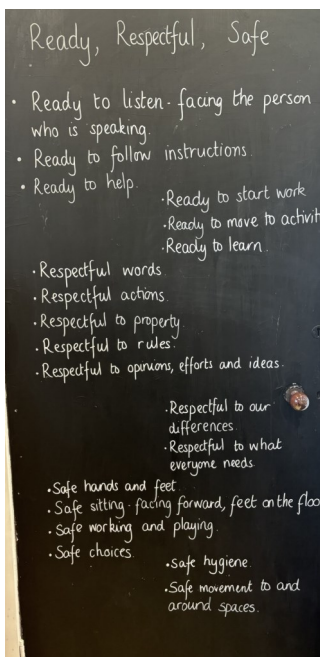 Ready, Respectful, Safe
• Ready to listen - facing the person
who is speaking.
• Ready to follow instructions.
• Ready to help.
• Ready to start work
• Ready to move to activit
• Ready to learn.
• Respectful words.
• Respectful actions.
• Respectful to property.
• Respectful to rules.
• Respectful to opinions, efforts and ideas.
• Respectful to our
differences.
• Respectful to what
everyone needs.
• Safe hands and feet.
• Safe sitting - facing forward, feet on the floo
• Safe working and playing.
• Safe choices.
• Safe hygiene.
• Safe movement to and
around spaces.